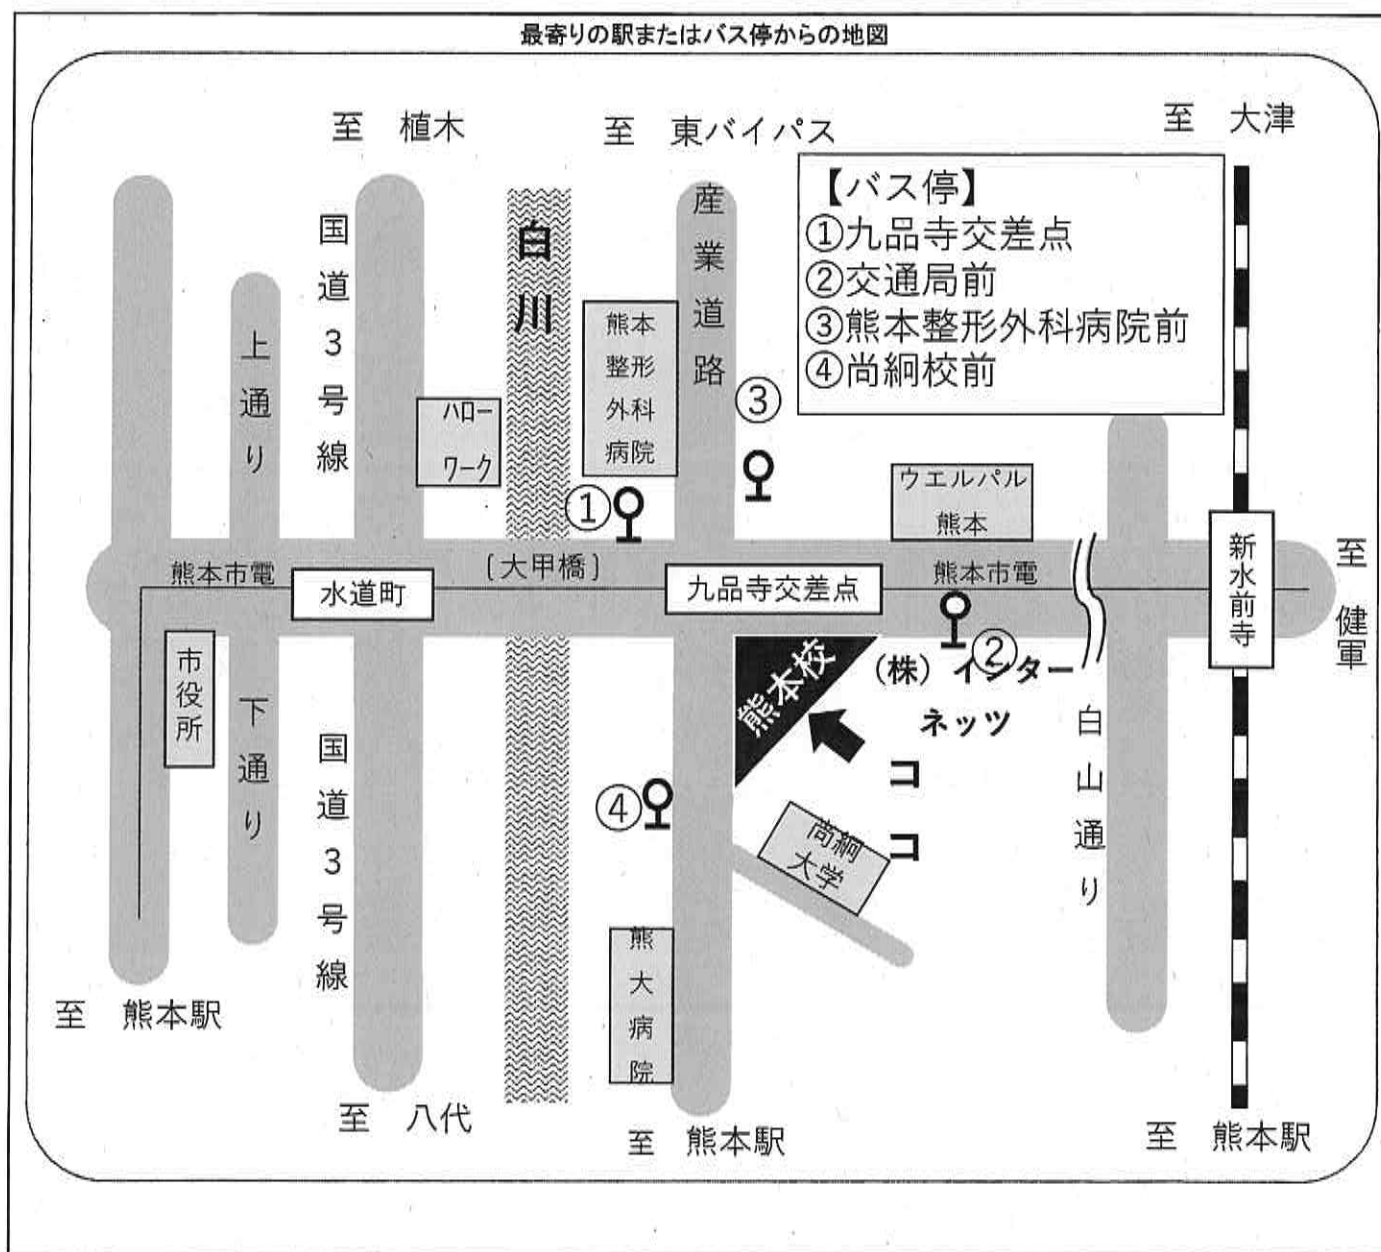 最寄りの駅またはバス停からの地図
至 植木
至 東バイパス
至 大津
【バス停】
①九品寺交差点
②交通局前
③熊本整形外科病院前
④尚絅校前
国道3号線
白川
産業道路
上通り
熊本
整形
外科
病院
③
ハロー
ワーク
①
ウエルパル
熊本
熊本市電
水道町
〔大甲橋〕
九品寺交差点
熊本市電
新水前寺
至 健軍
②
市役所
下通り
国道3号線
熊本校
(株) インター
ネッツ
ココ
白山通り
④
尚絅
大学
熊大病院
至 熊本駅
至 八代
至 熊本駅
至 熊本駅